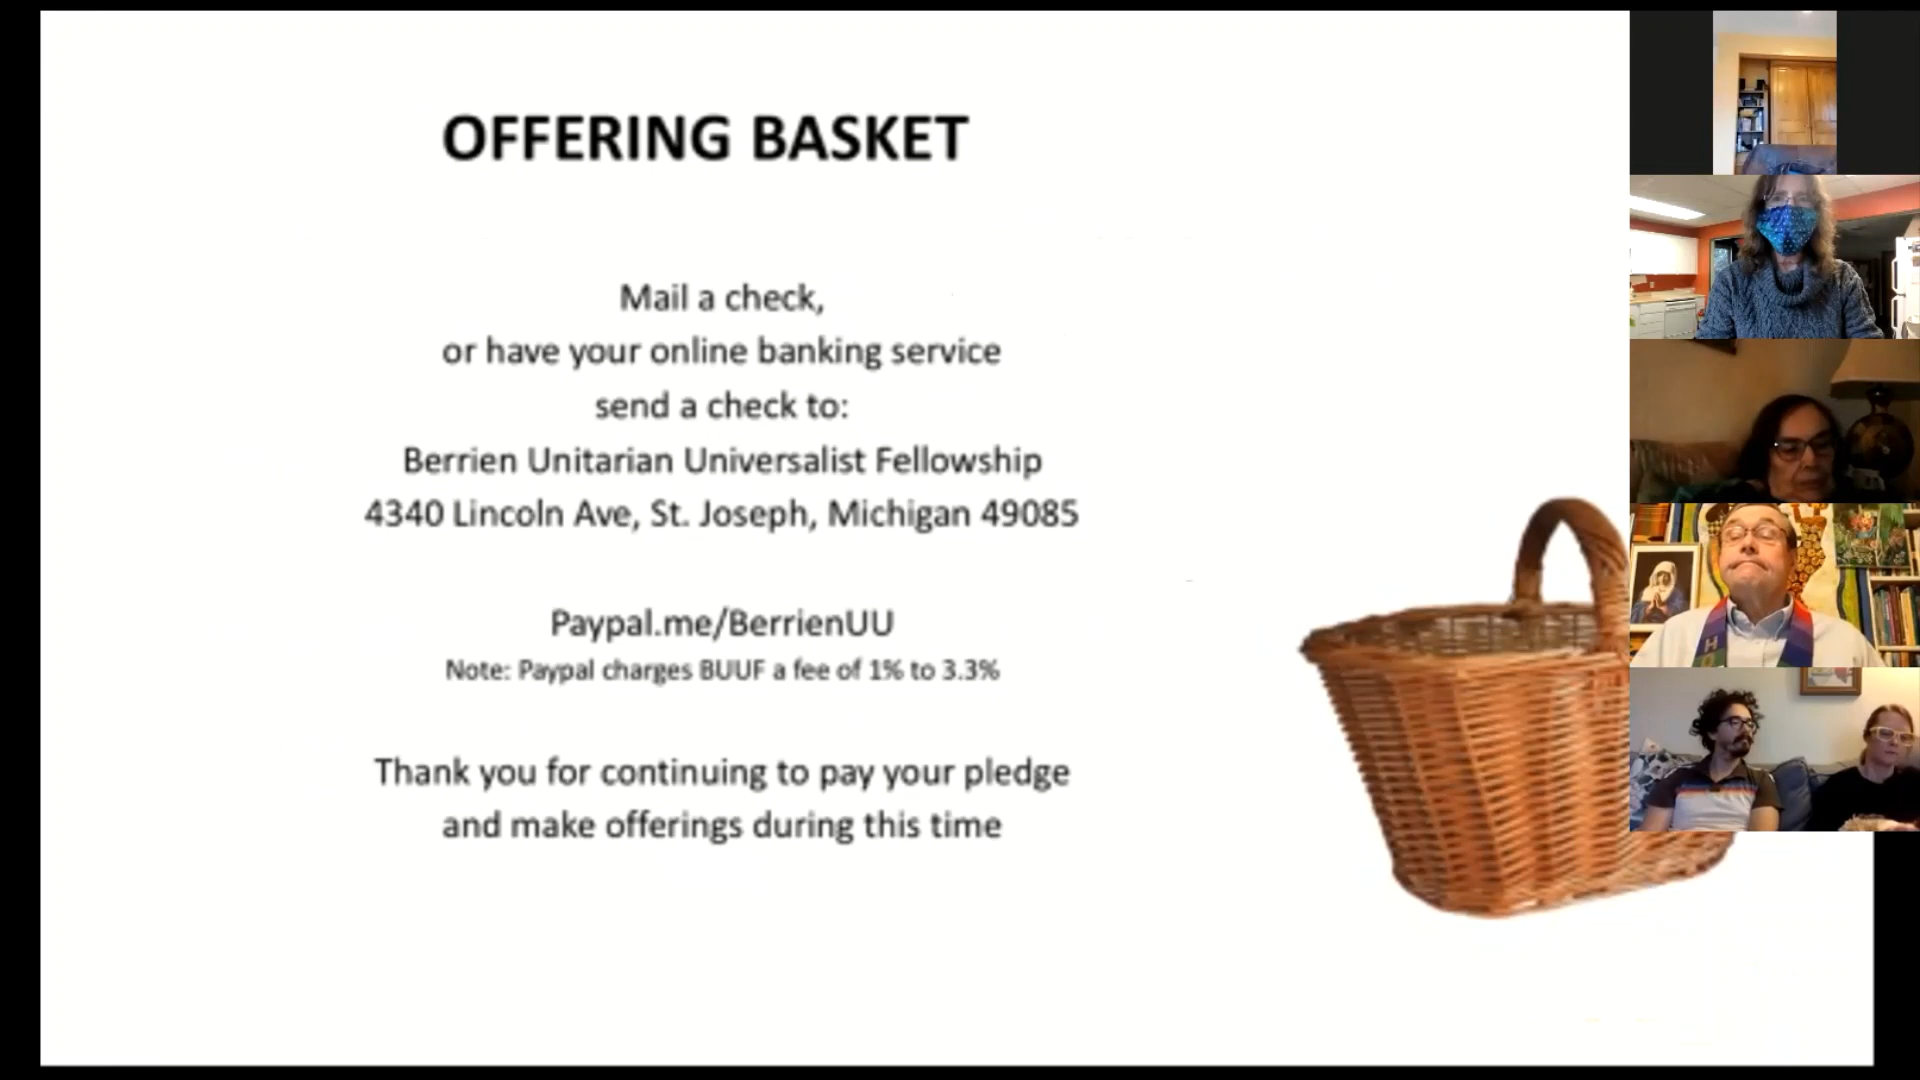 OFFERING BASKET
Mail a check,
or have your online banking service
send a check to:
Berrien Unitarian Universalist Fellowship
4340 Lincoln Ave, St. Joseph, Michigan 49085
Paypal.me/BerrienUU
Note: Paypal charges BUUF a fee of 1% to 3.3%
Thank you for continuing to pay your pledge
and make offerings during this time